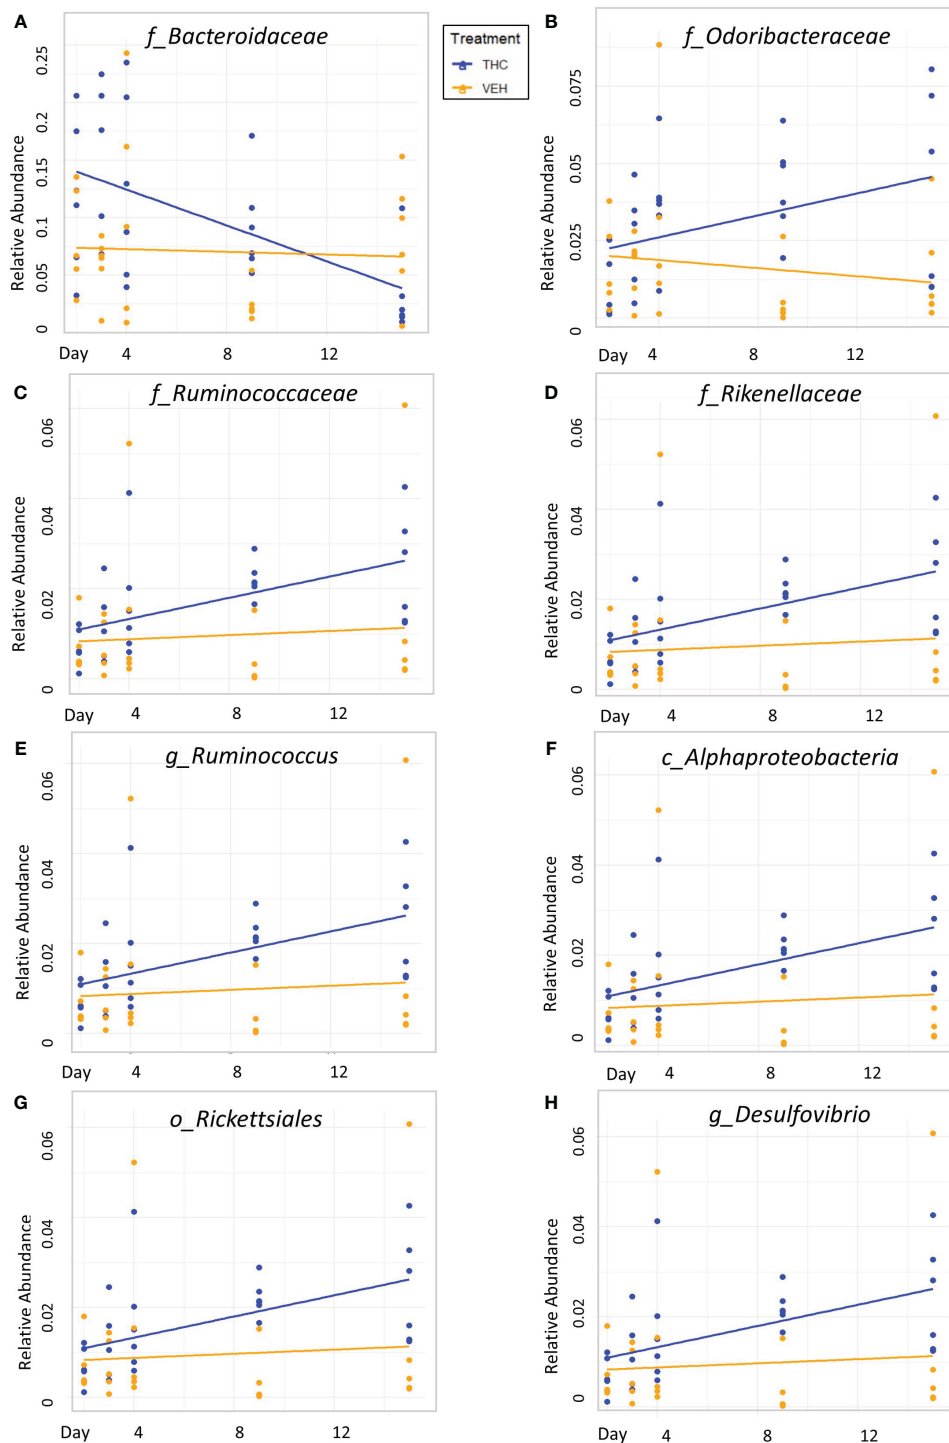 A
f_Bacteroidaceae
Relative Abundance
0.25
0.2
0.15
0.1
0.05
0
Day 4 8 12
Treatment
THC
VEH
B
f_Odoribacteraceae
Relative Abundance
0.075
0.05
0.025
0
Day 4 8 12
C
f_Ruminococcaceae
Relative Abundance
0.06
0.04
0.02
0
Day 4 8 12
D
f_Rikenellaceae
Relative Abundance
0.06
0.04
0.02
0
Day 4 8 12
E
g_Ruminococcus
Relative Abundance
0.06
0.04
0.02
0
Day 4 8 12
F
c_Alphaproteobacteria
Relative Abundance
0.06
0.04
0.02
0
Day 4 8 12
G
o_Rickettsiales
Relative Abundance
0.06
0.04
0.02
0
Day 4 8 12
H
g_Desulfovibrio
Relative Abundance
0.06
0.04
0.02
0
Day 4 8 12